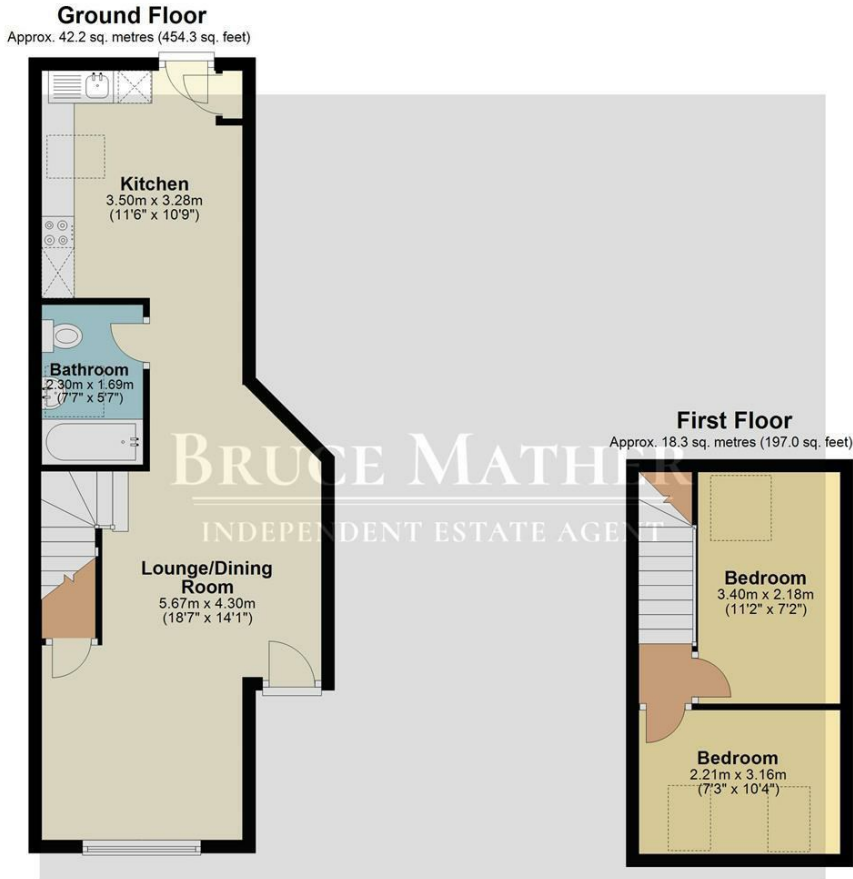 Ground Floor
Approx. 42.2 sq. metres (454.3 sq. feet)
Kitchen
3.50m x 3.28m
(11'6" x 10'9")
Bathroom
2.30m x 1.69m
(7'7" x 5'7")
BRUCE MATHER
INDEPENDENT ESTATE AGENT
Lounge/Dining
Room
5.67m x 4.30m
(18'7" x 14'1")
First Floor
Approx. 18.3 sq. metres (197.0 sq. feet)
Bedroom
3.40m x 2.18m
(11'2" x 7'2")
Bedroom
2.21m x 3.16m
(7'3" x 10'4")